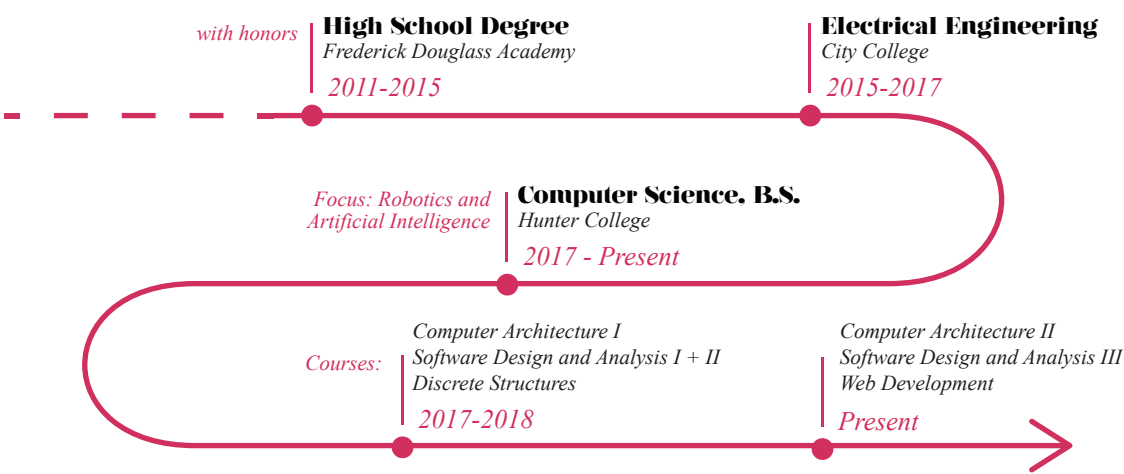 with honors
High School Degree
Frederick Douglass Academy
2011-2015
Electrical Engineering
City College
2015-2017
Focus: Robotics and
Artificial Intelligence
Computer Science, B.S.
Hunter College
2017 - Present
Courses:
Computer Architecture I
Software Design and Analysis I + II
Discrete Structures
2017-2018
Computer Architecture II
Software Design and Analysis III
Web Development
Present